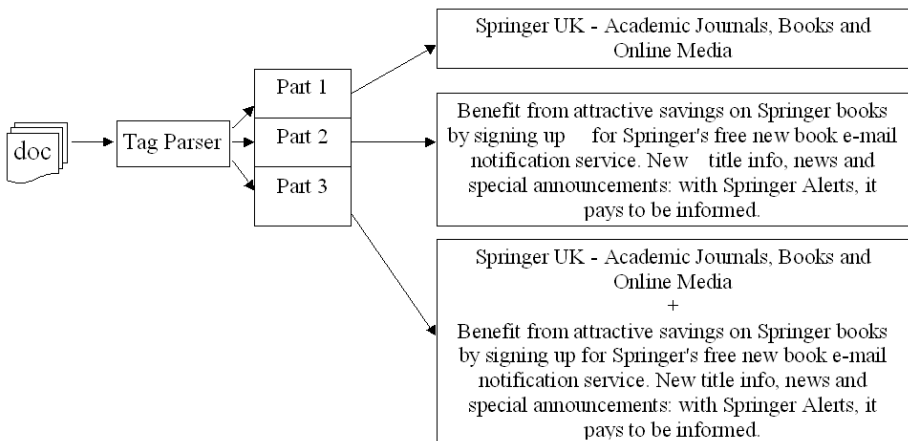 doc
Tag Parser
Part 1
Part 2
Part 3
Springer UK - Academic Journals, Books and
Online Media
Benefit from attractive savings on Springer books
by signing up for Springer's free new book e-mail
notification service. New title info, news and
special announcements: with Springer Alerts, it
pays to be informed.
Springer UK - Academic Journals, Books and
Online Media
+
Benefit from attractive savings on Springer books
by signing up for Springer's free new book e-mail
notification service. New title info, news and
special announcements: with Springer Alerts, it
pays to be informed.